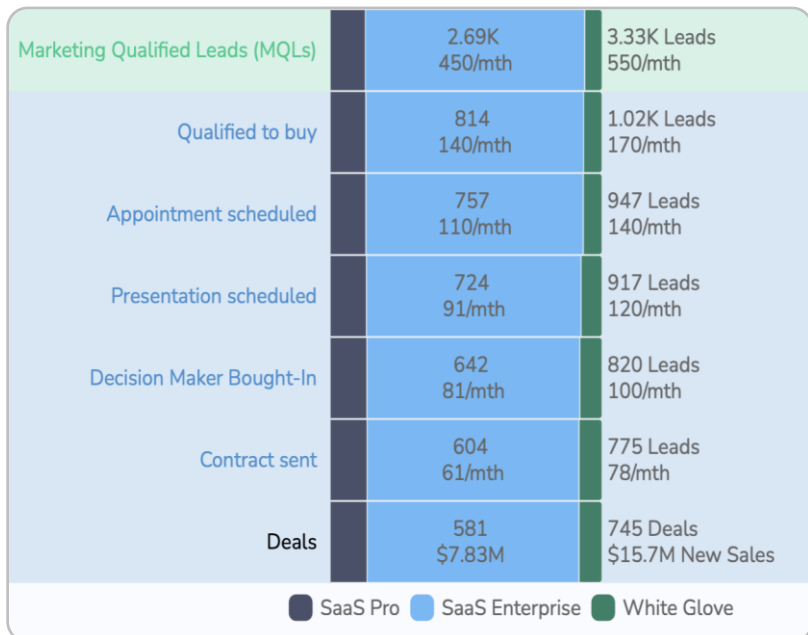 Marketing Qualified Leads (MQLs)
2.69K
450/mth
3.33K Leads
550/mth
Qualified to buy
814
140/mth
1.02K Leads
170/mth
Appointment scheduled
757
110/mth
947 Leads
140/mth
Presentation scheduled
724
91/mth
917 Leads
120/mth
Decision Maker Bought-In
642
81/mth
820 Leads
100/mth
Contract sent
604
61/mth
775 Leads
78/mth
Deals
581
$7.83M
745 Deals
$15.7M New Sales
SaaS Pro
SaaS Enterprise
White Glove